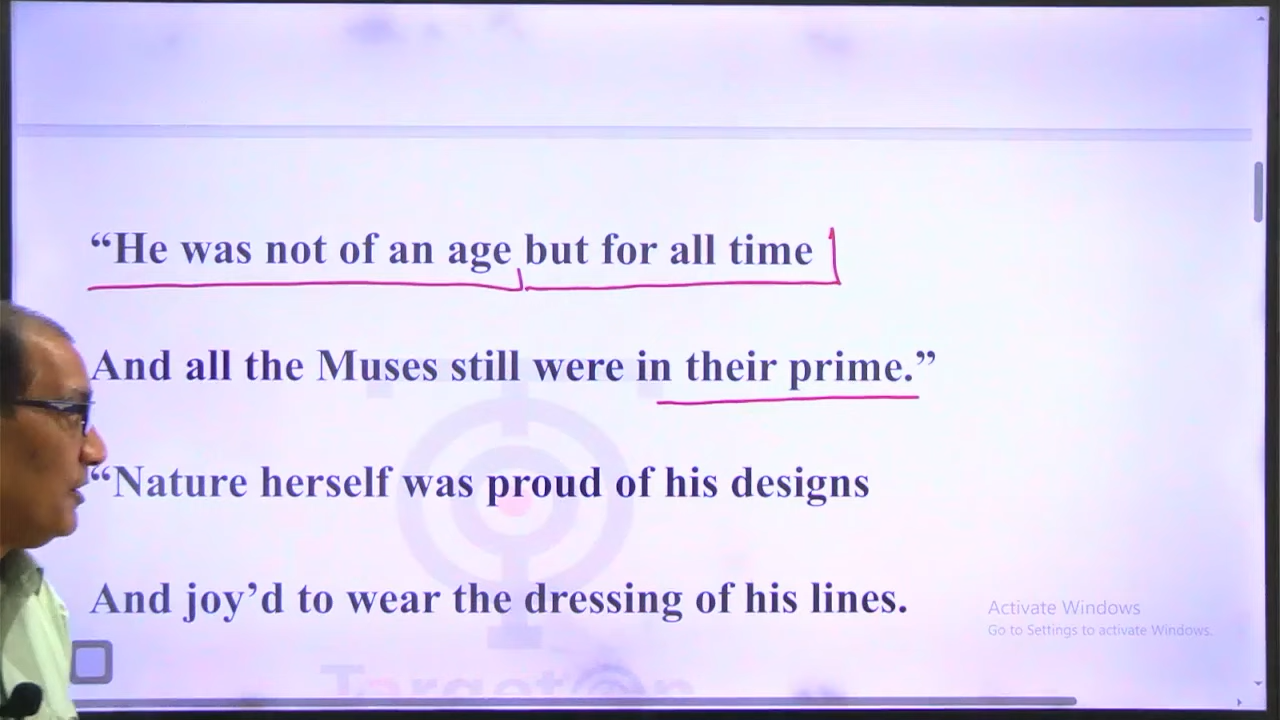 “He was not of an age but for all time
And all the Muses still were in their prime.”
“Nature herself was proud of his designs
And joy’d to wear the dressing of his lines.
Activate Windows
Go to Settings to activate Windows.